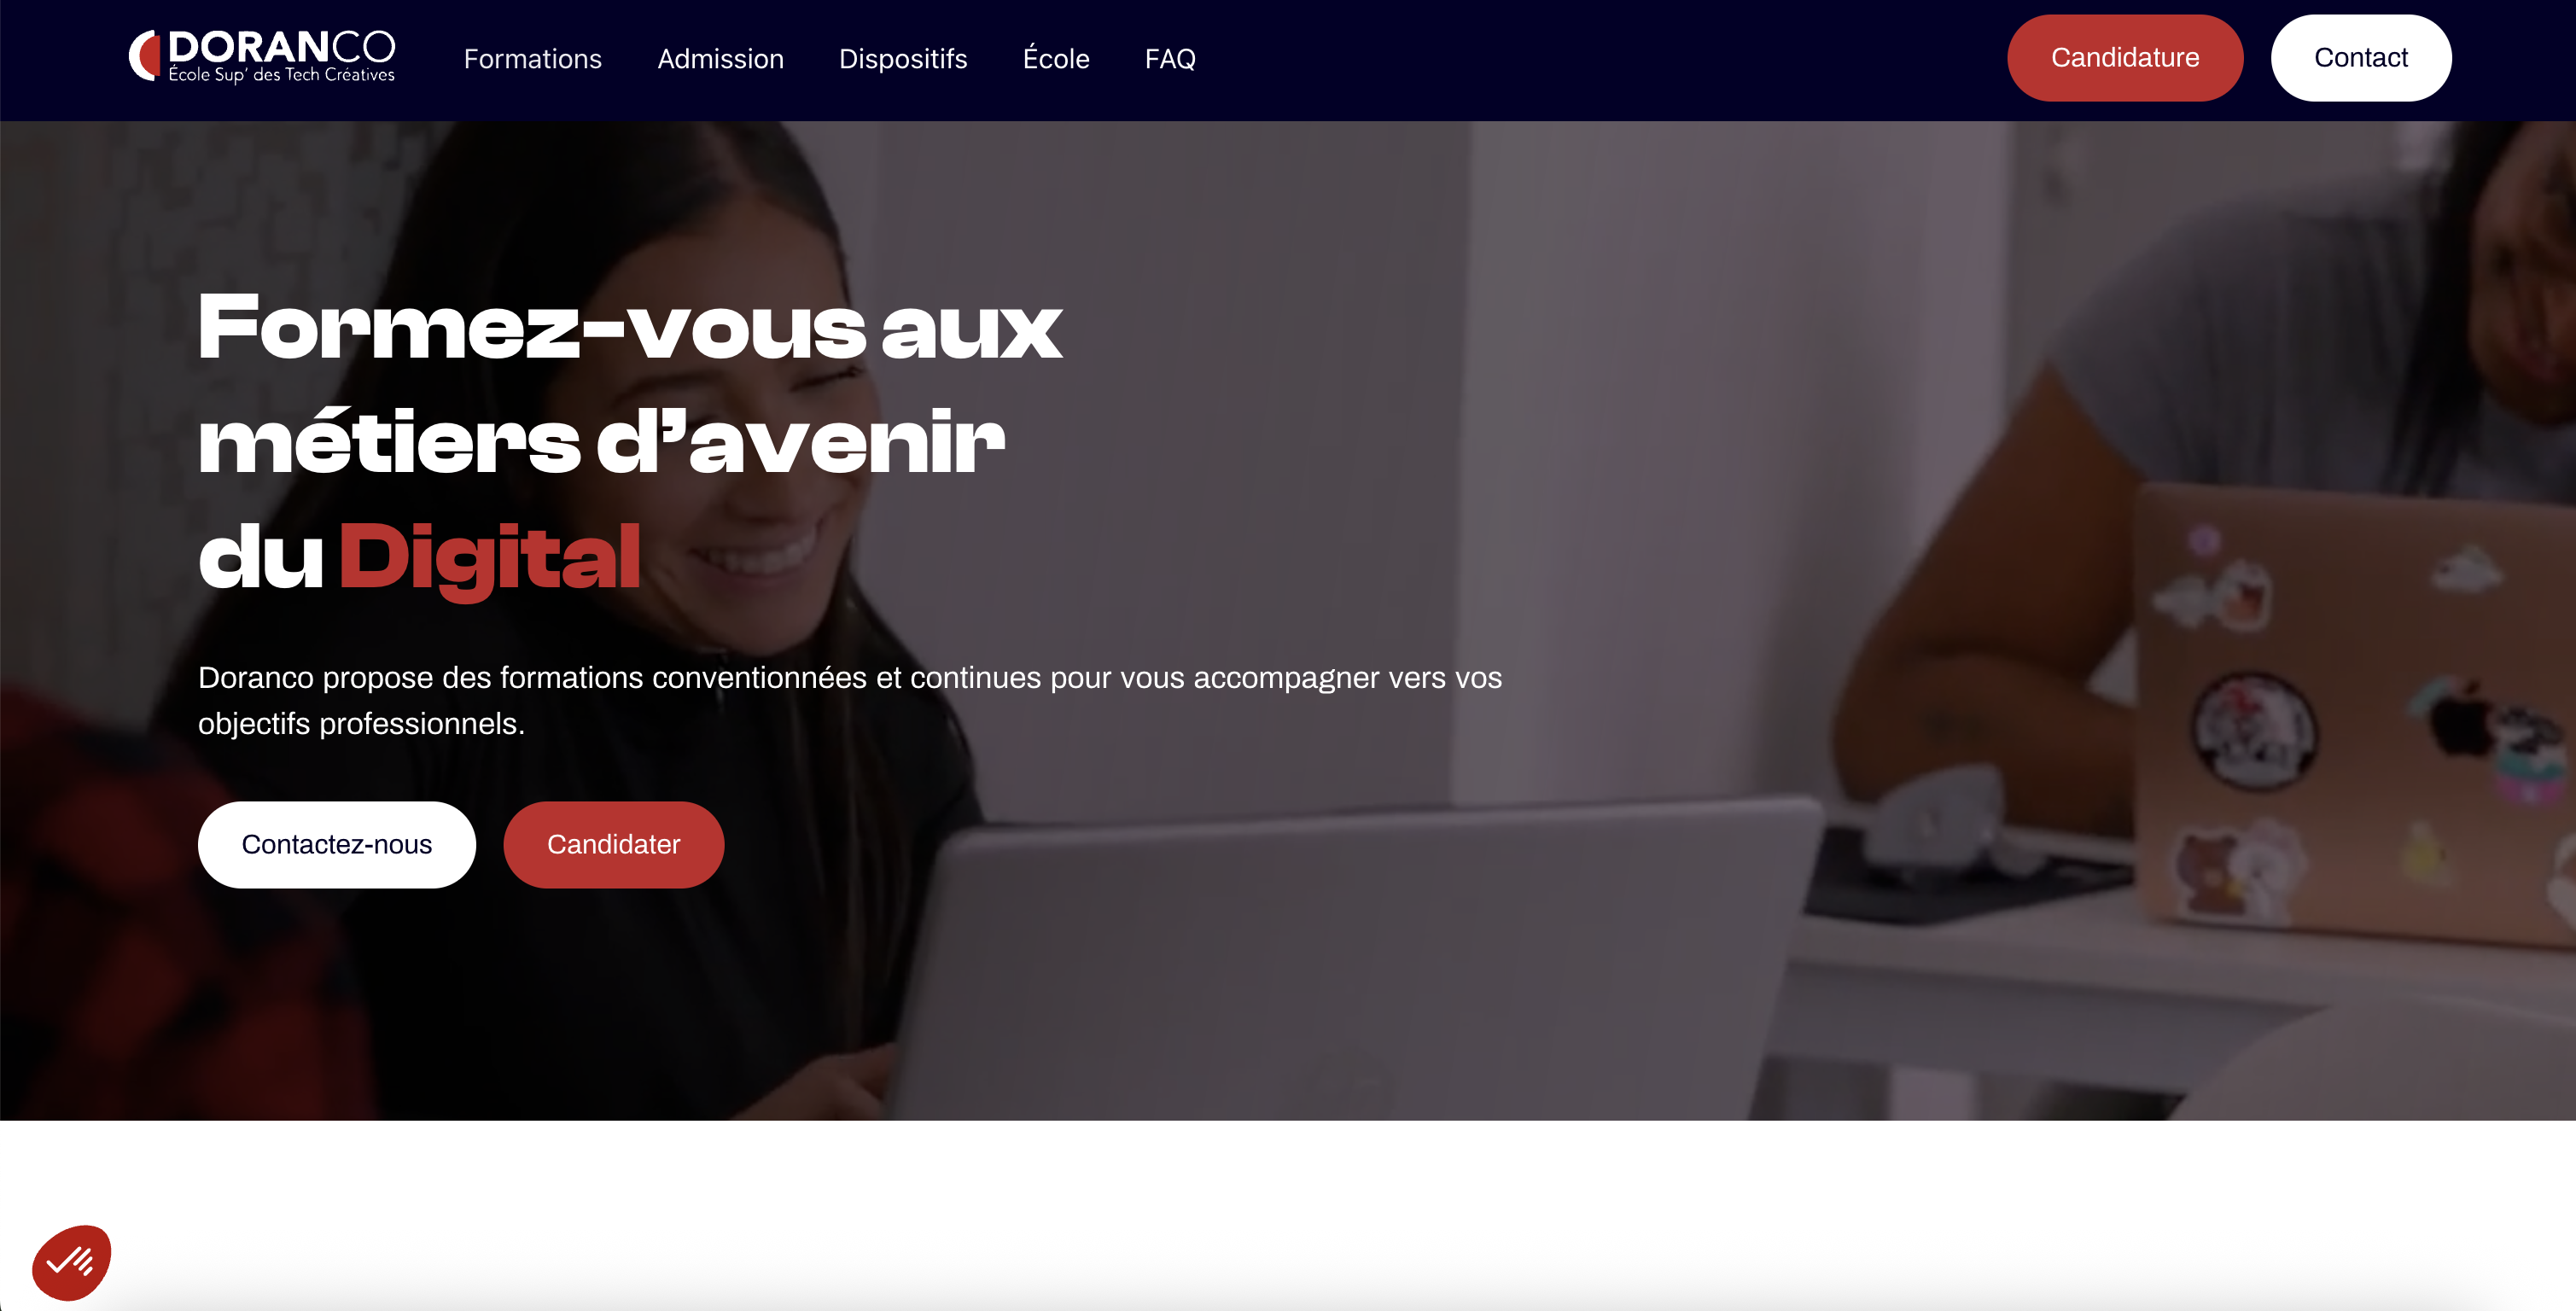 DORANCO
École Sup' des Tech Créatives
Formations
Admission
Dispositifs
École
FAQ
Candidature
Contact
Formez-vous aux
métiers d’avenir
du Digital
Doranco propose des formations conventionnées et continues pour vous accompagner vers vos
objectifs professionnels.
Contactez-nous
Candidater